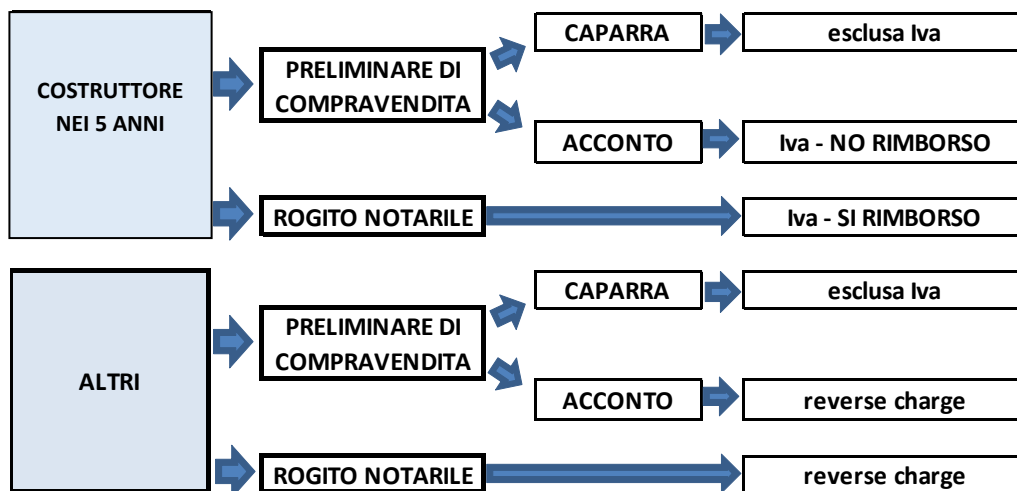 COSTRUTTORE
NEI 5 ANNI
PRELIMINARE DI
COMPRAVENDITA
CAPARRA
esclusa Iva
ACCONTO
Iva - NO RIMBORSO
ROGITO NOTARILE
Iva - SI RIMBORSO
ALTRI
PRELIMINARE DI
COMPRAVENDITA
CAPARRA
esclusa Iva
ACCONTO
reverse charge
ROGITO NOTARILE
reverse charge